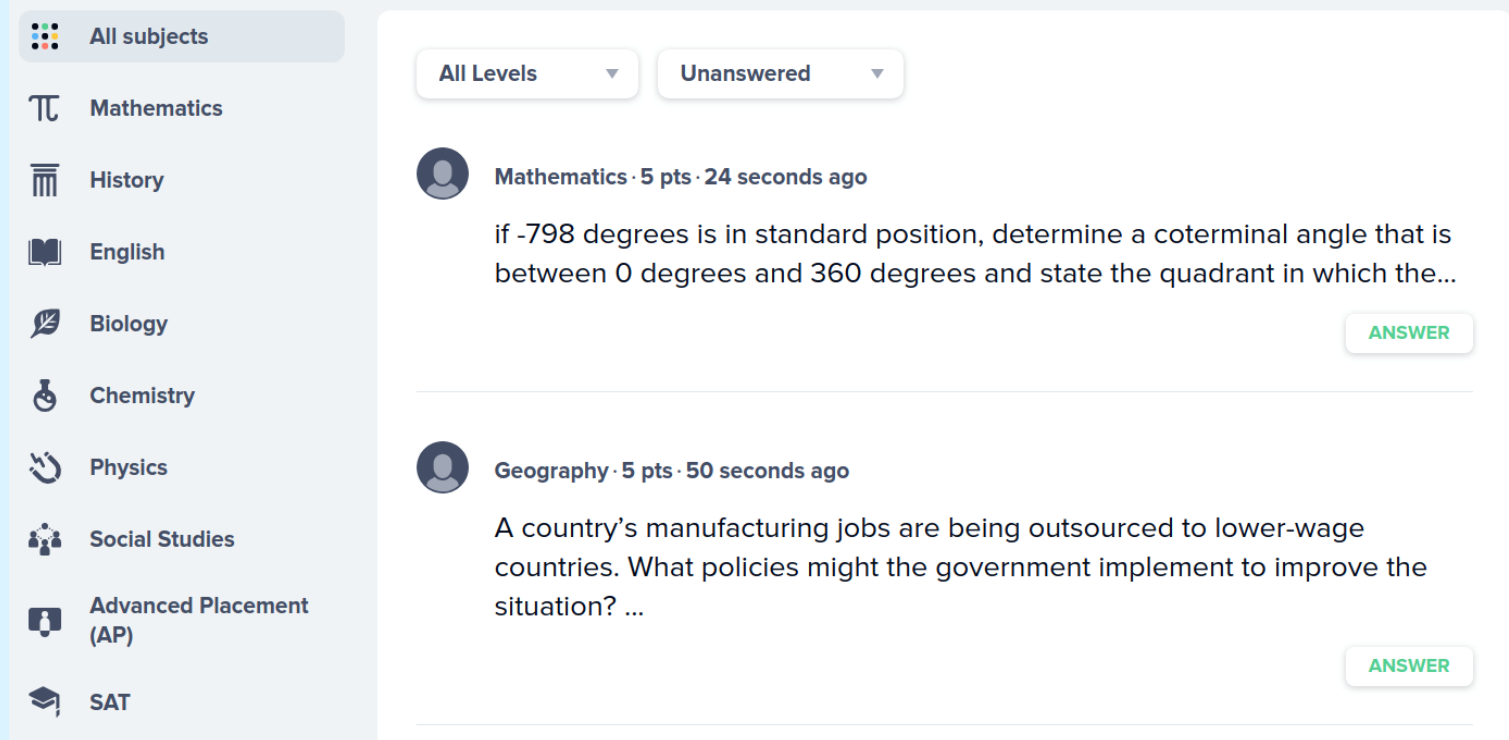 All subjects
Mathematics
History
English
Biology
Chemistry
Physics
Social Studies
Advanced Placement
(AP)
SAT
All Levels
Unanswered
Mathematics · 5 pts · 24 seconds ago
if -798 degrees is in standard position, determine a coterminal angle that is
between 0 degrees and 360 degrees and state the quadrant in which the...
ANSWER
Geography · 5 pts · 50 seconds ago
A country’s manufacturing jobs are being outsourced to lower-wage
countries. What policies might the government implement to improve the
situation? ...
ANSWER